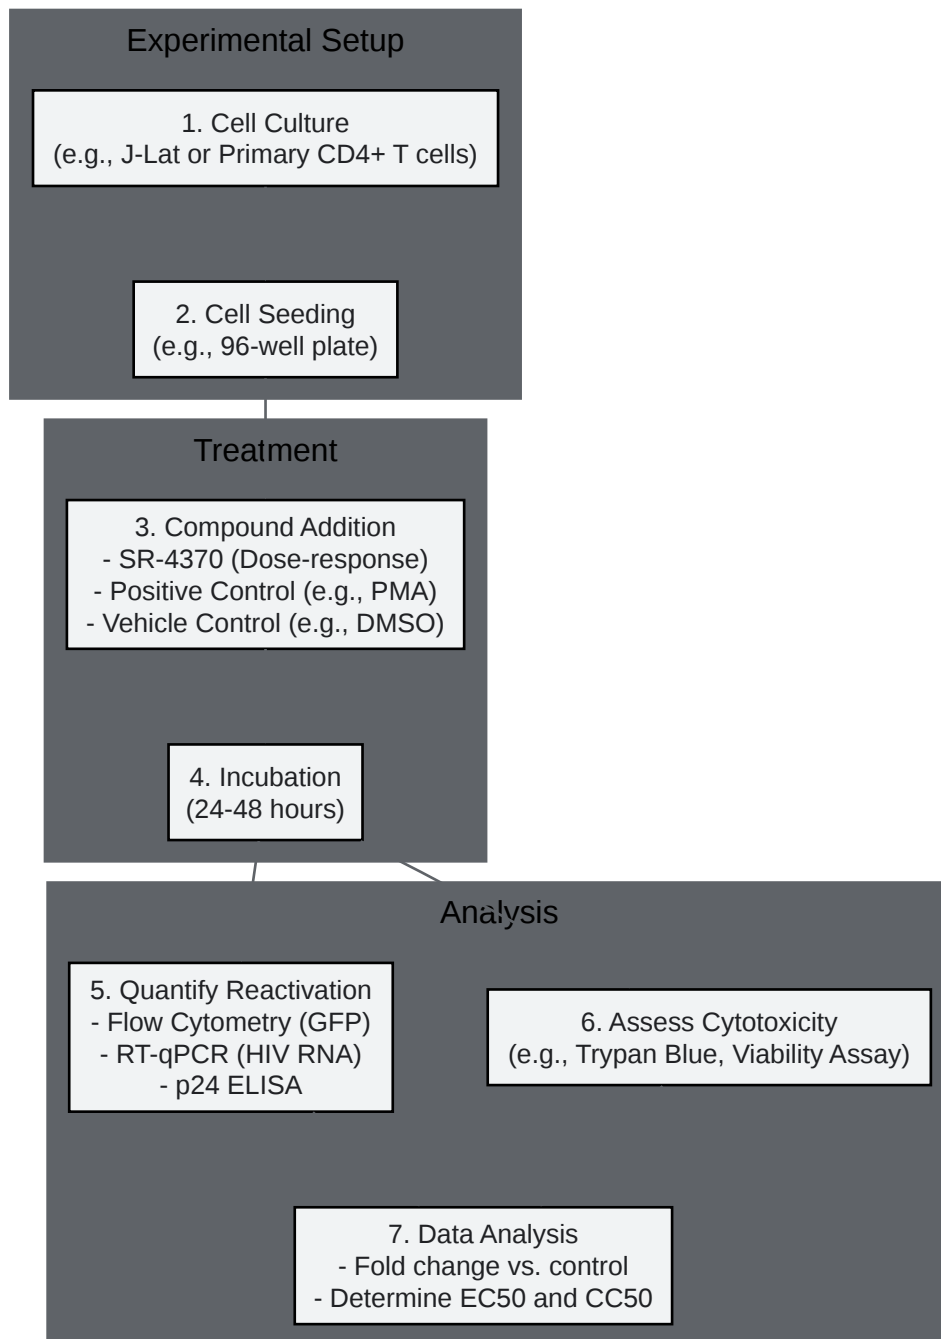 Experimental Setup
1. Cell Culture
(e.g., J-Lat or Primary CD4+ T cells)
2. Cell Seeding
(e.g., 96-well plate)
Treatment
3. Compound Addition
- SR-4370 (Dose-response)
- Positive Control (e.g., PMA)
- Vehicle Control (e.g., DMSO)
4. Incubation
(24-48 hours)
Analysis
5. Quantify Reactivation
- Flow Cytometry (GFP)
- RT-qPCR (HIV RNA)
- p24 ELISA
6. Assess Cytotoxicity
(e.g., Trypan Blue, Viability Assay)
7. Data Analysis
- Fold change vs. control
- Determine EC50 and CC50